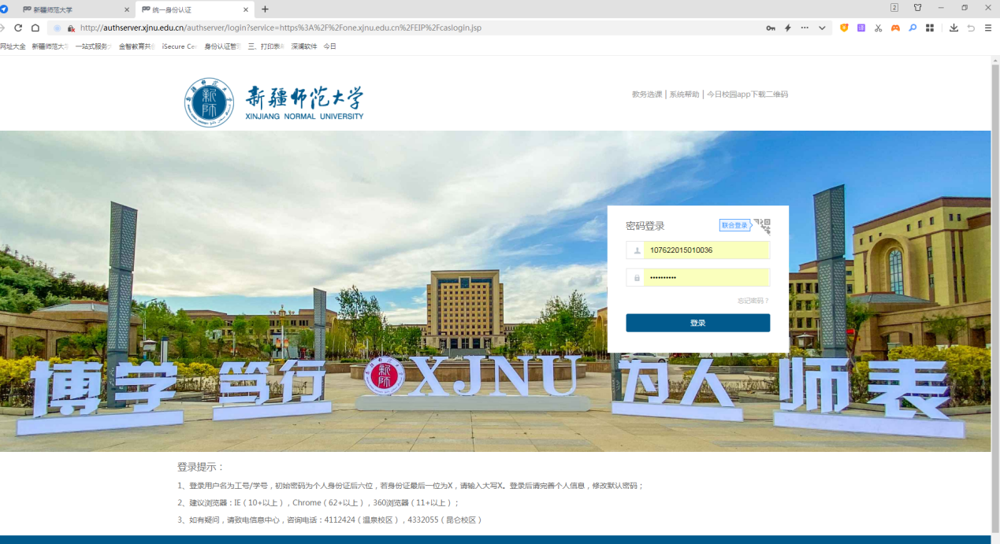 新疆师范大学
统一身份认证
2
http://authserver.xjnu.edu.cn/authserver/login?service=https%3A%2F%2Fone.xjnu.edu.cn%2FEIP%2Fcaslogin.jsp
网址大全 新疆师范大学 一站式服务 金智教育共 iSecure Cer 身份认证管 三、打印表 深澜软件 今日
新疆师范大学
XINJIANG NORMAL UNIVERSITY
新师
教务选课 | 系统帮助 | 今日校园app下载二维码
密码登录
联合登录
107622015010036
••••••••••
忘记密码？
登录
博学 笃行 新师 XJNU 为人 师表
登录提示：
1、登录用户名为工号/学号，初始密码为个人身份证后六位，若身份证最后一位为X，请输入大写X。登录后请完善个人信息，修改默认密码；
2、建议浏览器：IE（10+以上），Chrome（62+以上），360浏览器（11+以上）；
3、如有疑问，请致电信息中心，咨询电话：4112424（温泉校区），4332055（昆仑校区）